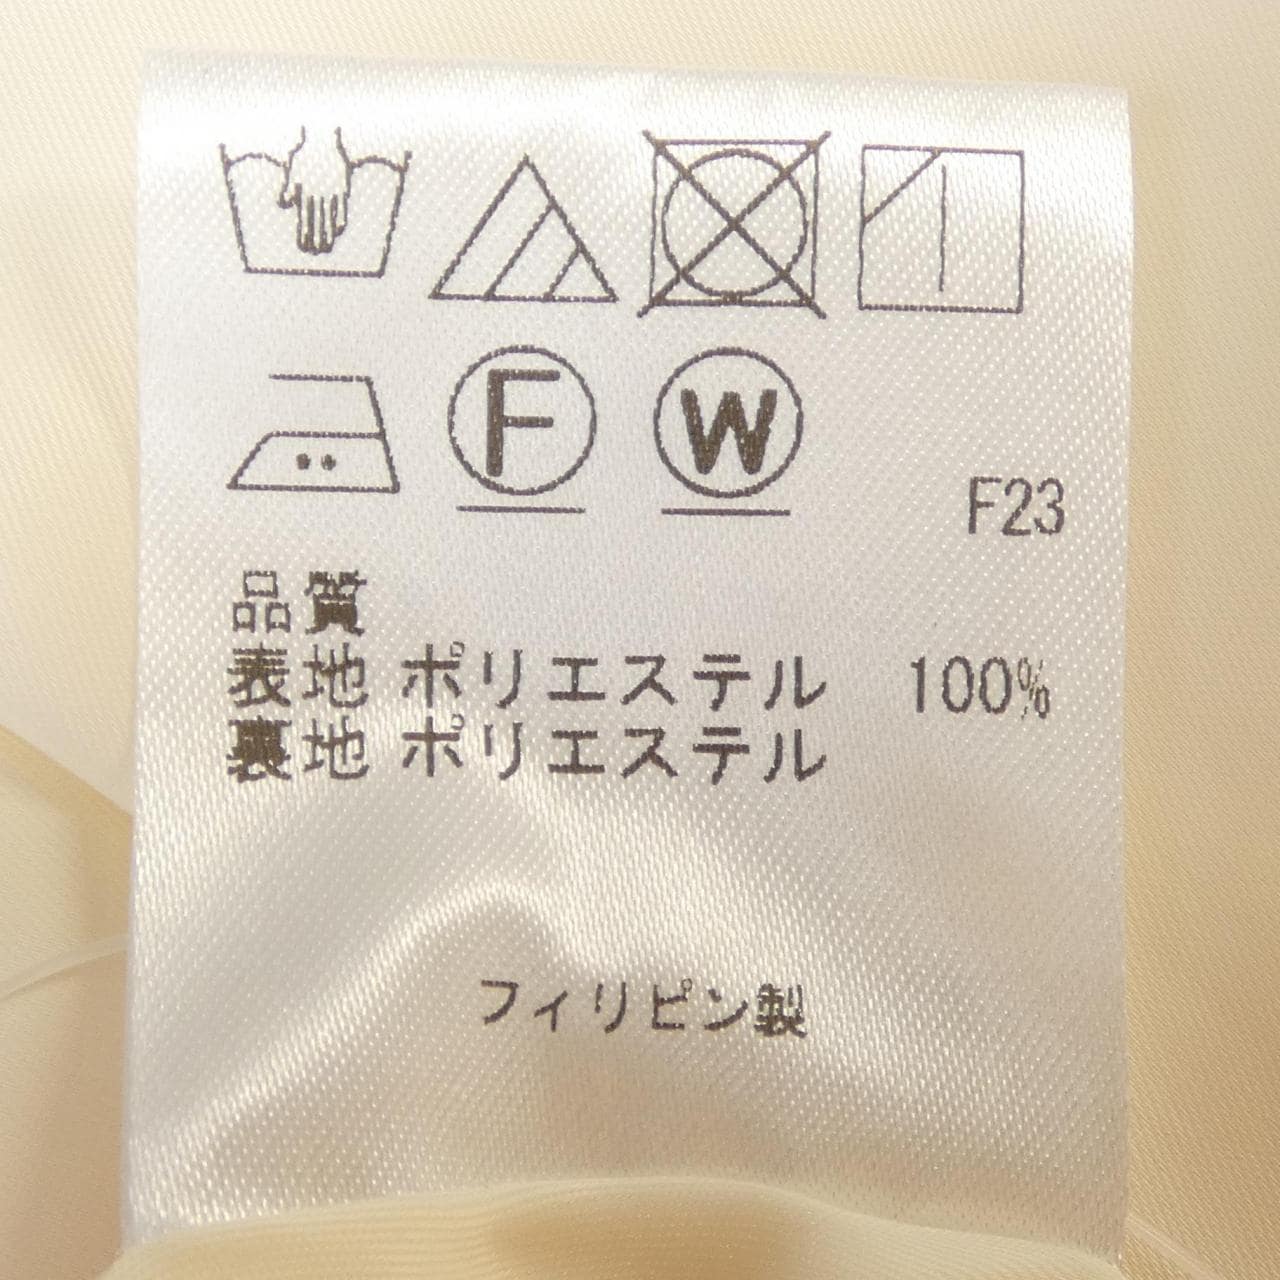 F W
F23
品質
表地 ポリエステル 100%
裏地 ポリエステル
フィリピン製